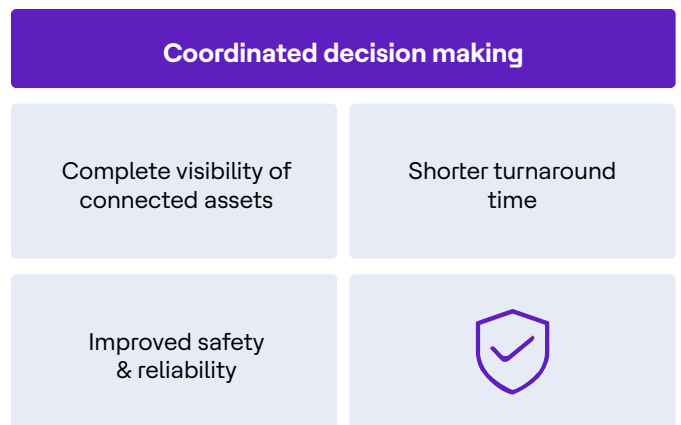 Coordinated decision making
Complete visibility of
connected assets
Shorter turnaround
time
Improved safety
& reliability